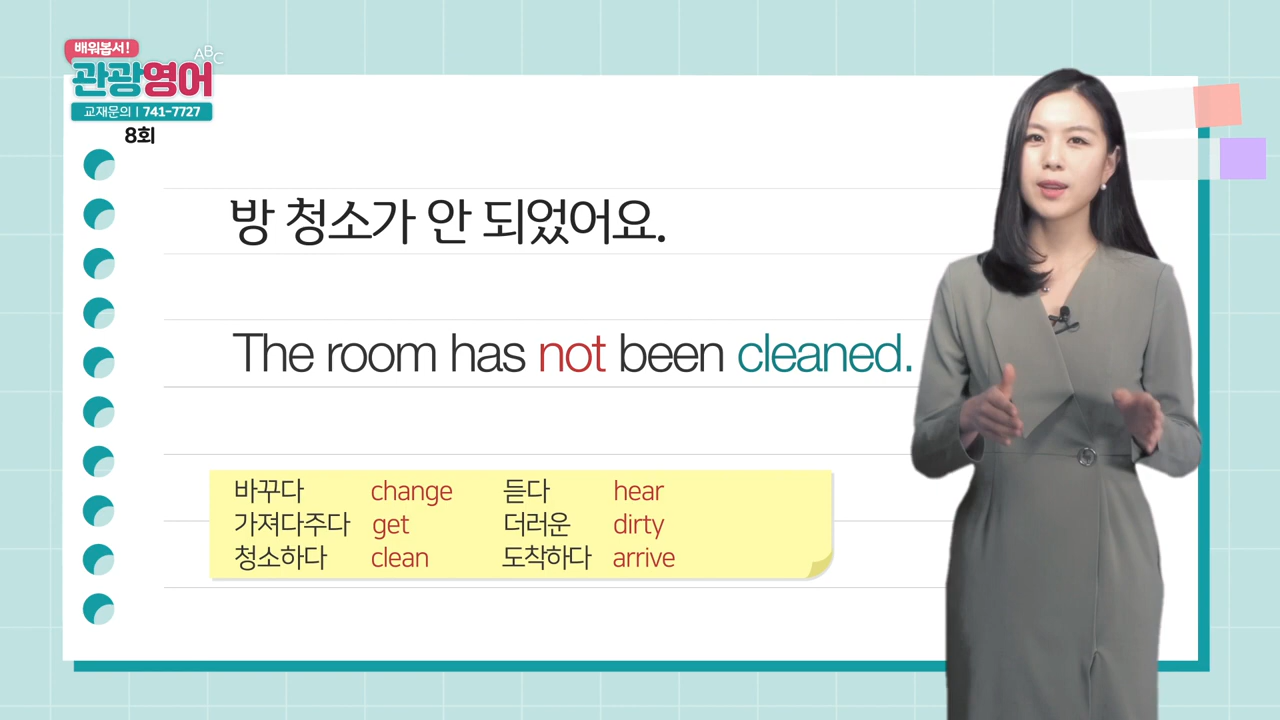 배워봅서!
ABC
관광영어
교재문의 | 741-7727
8회
방 청소가 안 되었어요.
The room has not been cleaned.
바꾸다 change 듣다 hear
가져다주다 get 더러운 dirty
청소하다 clean 도착하다 arrive